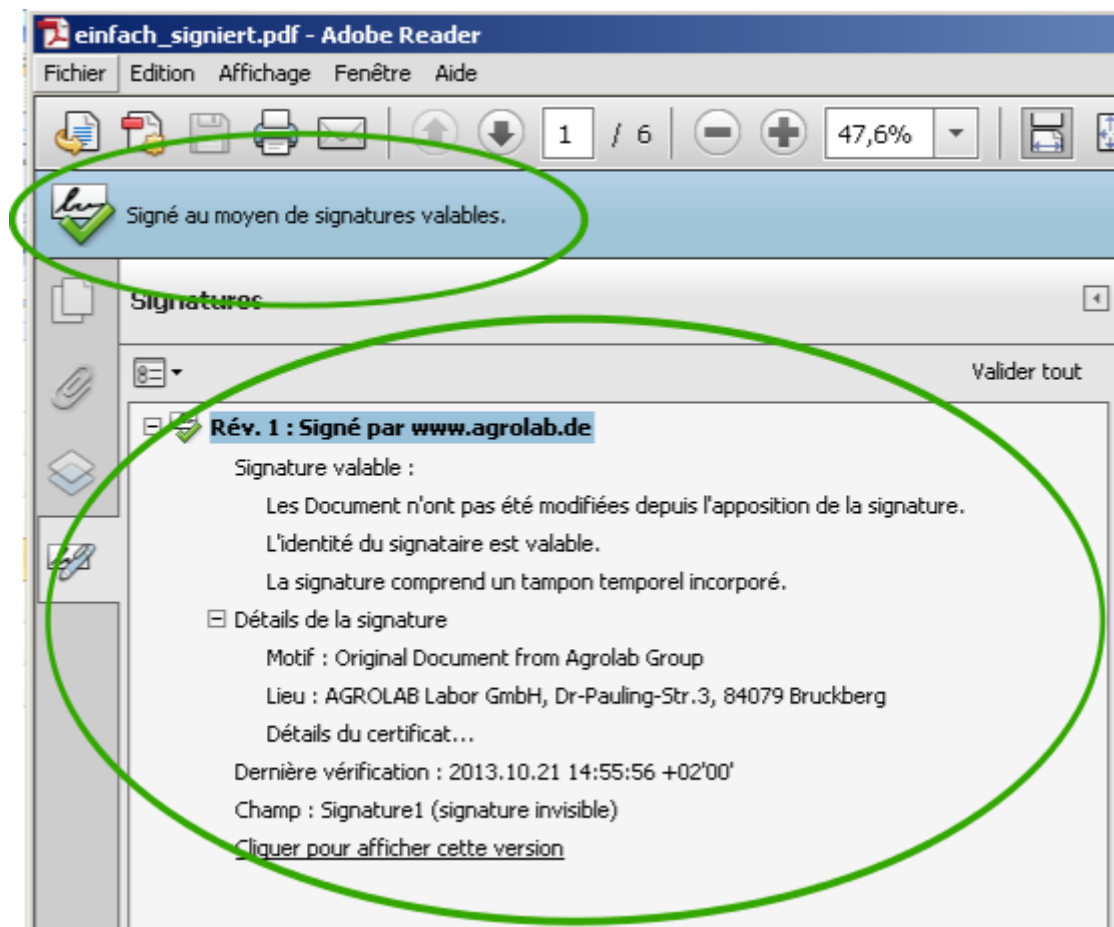 einfach_signiert.pdf - Adobe Reader
Fichier Edition Affichage Fenêtre Aide
1 / 6 47,6%
Signé au moyen de signatures valables.
Signatures
Valider tout
Rév. 1 : Signé par www.agrolab.de
Signature valable :
Les Document n'ont pas été modifiées depuis l'apposition de la signature.
L'identité du signataire est valable.
La signature comprend un tampon temporel incorporé.
Détails de la signature
Motif : Original Document from Agrolab Group
Lieu : AGROLAB Labor GmbH, Dr-Pauling-Str.3, 84079 Bruckberg
Détails du certificat...
Dernière vérification : 2013.10.21 14:55:56 +02'00'
Champ : Signature1 (signature invisible)
Cliquer pour afficher cette version